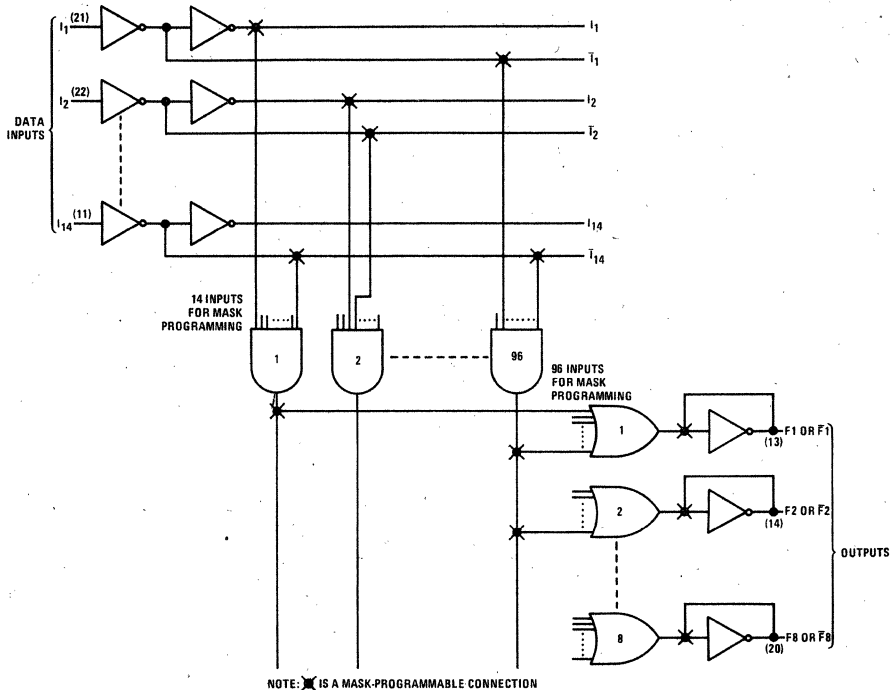 I1 (21) I1
Ī1
I2 (22) I2
Ī2
DATA
INPUTS
I14 (11) I14
Ī14
14 INPUTS
FOR MASK
PROGRAMMING
1 2 96
96 INPUTS
FOR MASK
PROGRAMMING
1 F1 OR F̅1
(13)
2 F2 OR F̅2
(14)
OUTPUTS
8 F8 OR F̅8
(20)
NOTE: IS A MASK-PROGRAMMABLE CONNECTION